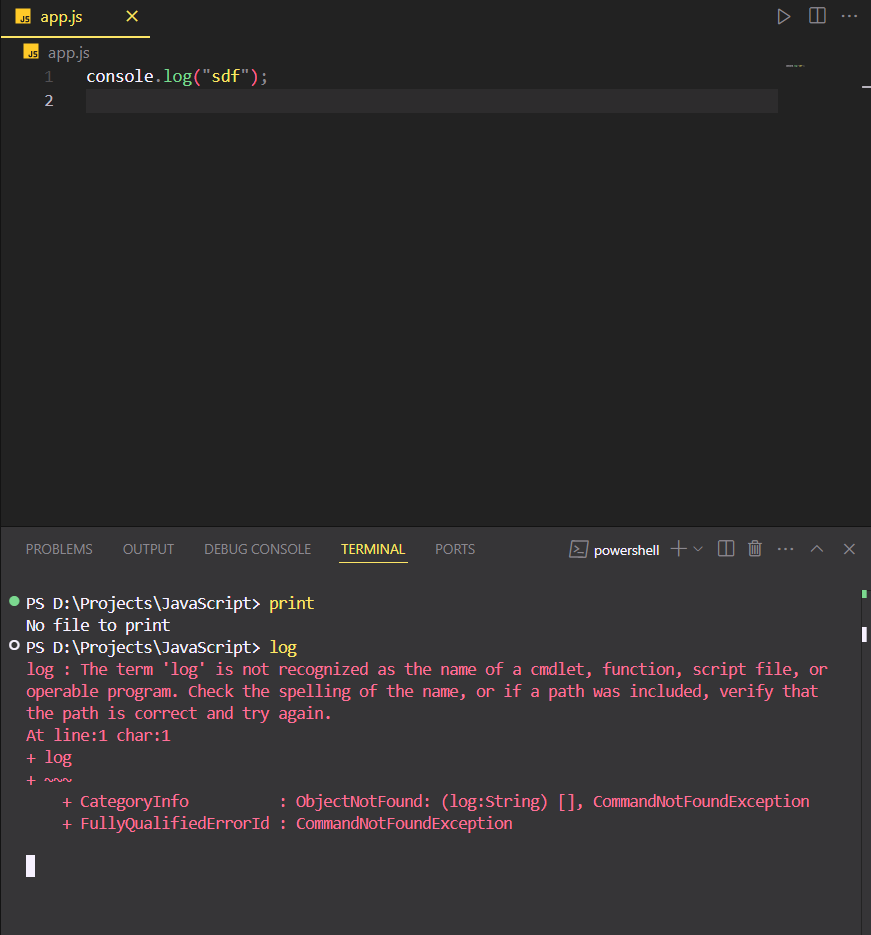 JS app.js
JS app.js
1 console.log("sdf");
2
PROBLEMS OUTPUT DEBUG CONSOLE TERMINAL PORTS powershell
PS D:\Projects\JavaScript> print
No file to print
PS D:\Projects\JavaScript> log
log : The term 'log' is not recognized as the name of a cmdlet, function, script file, or
operable program. Check the spelling of the name, or if a path was included, verify that
the path is correct and try again.
At line:1 char:1
+ log
+ ~~~
    + CategoryInfo          : ObjectNotFound: (log:String) [], CommandNotFoundException
    + FullyQualifiedErrorId : CommandNotFoundException